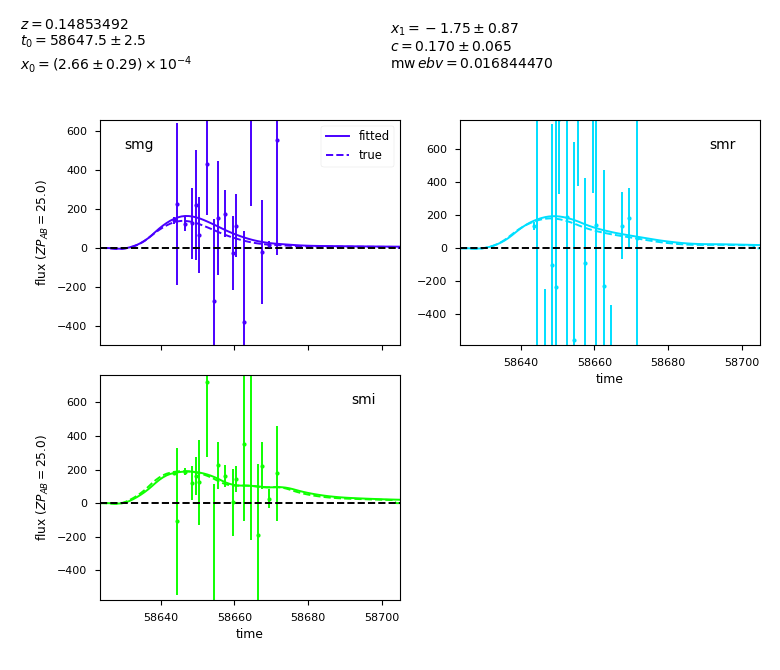 z = 0.14853492
t₀ = 58647.5 ± 2.5
x₀ = (2.66 ± 0.29) × 10⁻⁴
x₁ = −1.75 ± 0.87
c = 0.170 ± 0.065
mw ebv = 0.016844470
600
400
200
0
−200
−400
flux (ZP_AB = 25.0)
smg
fitted
true
600
400
200
0
−200
−400
smr
58640
58660
58680
58700
time
600
400
200
0
−200
−400
flux (ZP_AB = 25.0)
smi
58640
58660
58680
58700
time